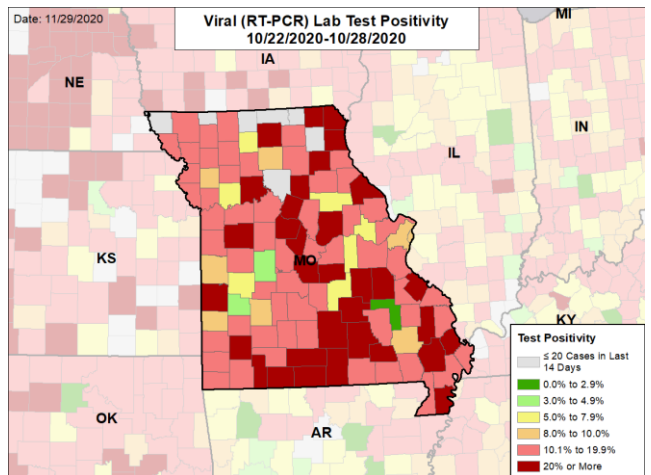 Date: 11/29/2020
Viral (RT-PCR) Lab Test Positivity
10/22/2020-10/28/2020
MI
IA
NE
IN
IL
KS
MO
KY
OK
AR
Test Positivity
≤ 20 Cases in Last
14 Days
0.0% to 2.9%
3.0% to 4.9%
5.0% to 7.9%
8.0% to 10.0%
10.1% to 19.9%
20% or More